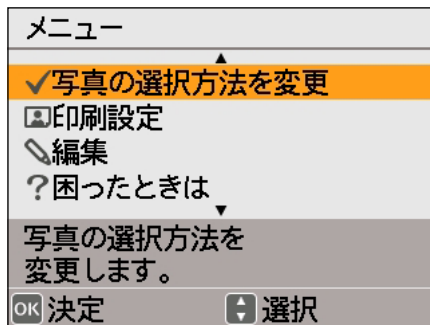 メニュー
写真の選択方法を変更
印刷設定
編集
?困ったときは
写真の選択方法を
変更します。
OK 決定 選択